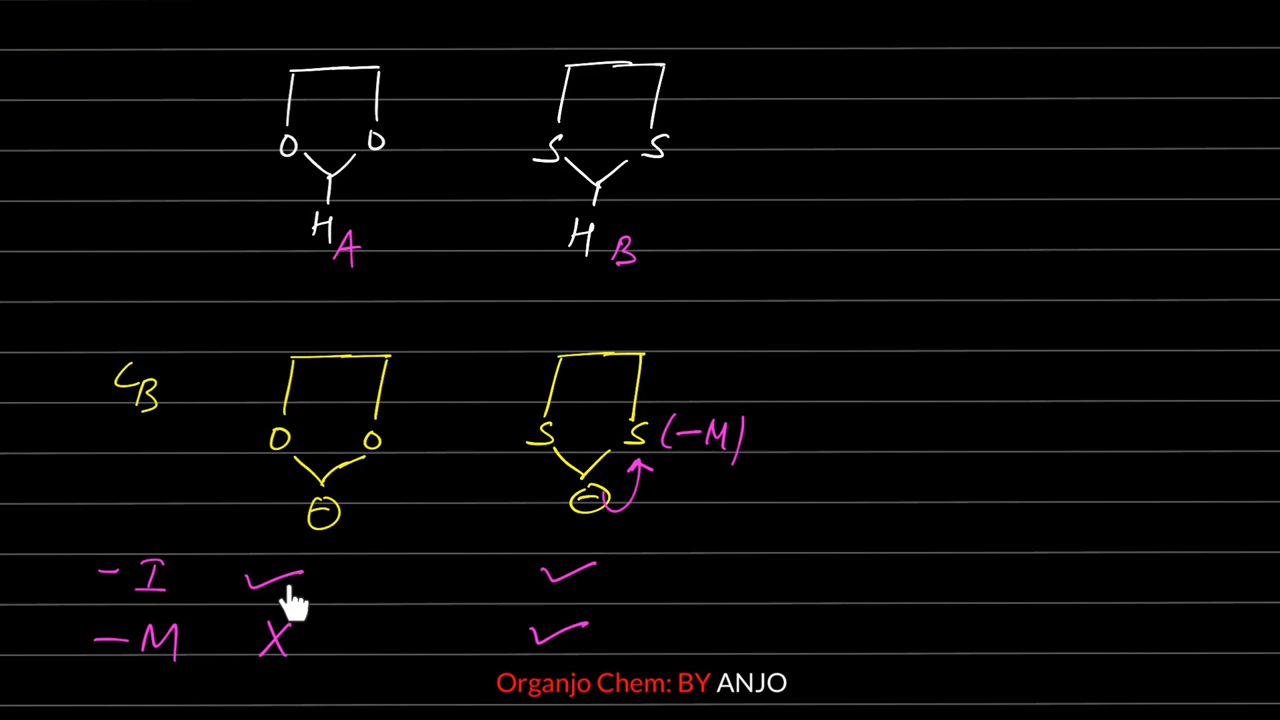 O O S S
H A H B
CB O O S S (-M)
⊖ ⊖
- I ✓ ✓
- M X ✓
Organjo Chem: BY ANJO